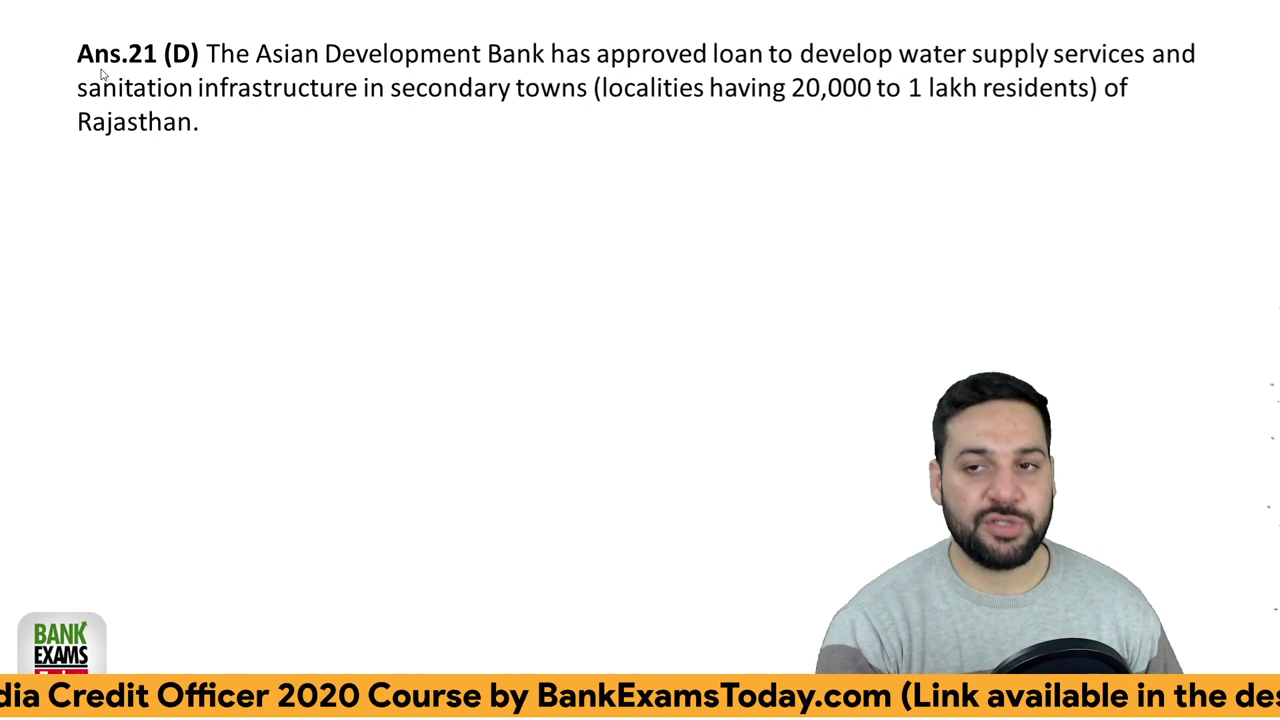 Ans.21 (D) The Asian Development Bank has approved loan to develop water supply services and
sanitation infrastructure in secondary towns (localities having 20,000 to 1 lakh residents) of
Rajasthan.
BANK
EXAMS
dia Credit Officer 2020 Course by BankExamsToday.com (Link available in the des